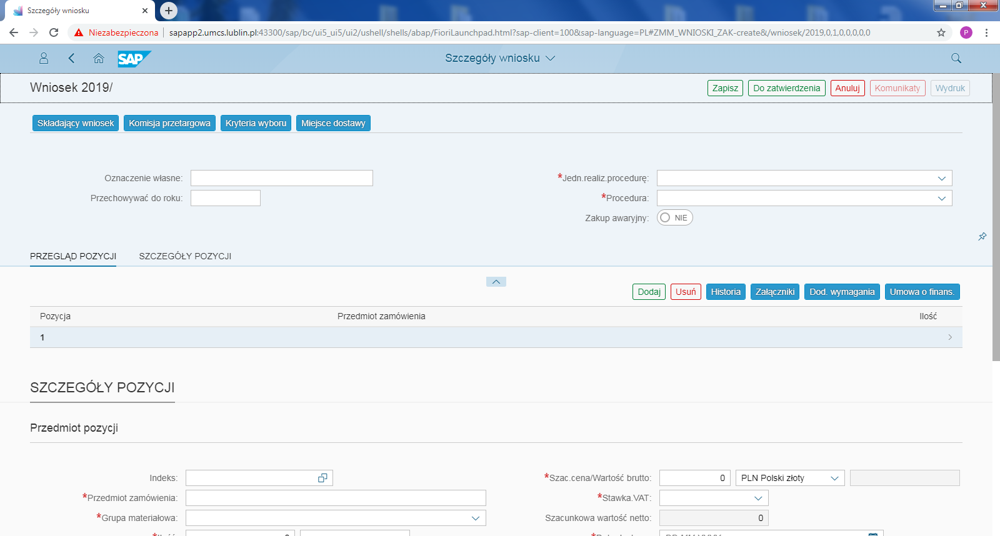 Szczegóły wniosku
Niezabezpieczona sapapp2.umcs.lublin.pl:43300/sap/bc/ui5_ui5/ui2/ushell/shells/abap/FioriLaunchpad.html?sap-client=100&sap-language=PL#ZMM_WNIOSKI_ZAK-create&/wniosek/2019,0,1,0,0,0,0,0 P
SAP Szczegóły wniosku
Wniosek 2019/ Zapisz Do zatwierdzenia Anuluj Komunikaty Wydruk
Składający wniosek Komisja przetargowa Kryteria wyboru Miejsce dostawy
Oznaczenie własne: *Jedn.realiz.procedurę:
Przechowywać do roku: *Procedura:
Zakup awaryjny: NIE
PRZEGLĄD POZYCJI SZCZEGÓŁY POZYCJI
Dodaj Usuń Historia Załączniki Dod. wymagania Umowa o finans.
Pozycja Przedmiot zamówienia Ilość
1
SZCZEGÓŁY POZYCJI
Przedmiot pozycji
Indeks: *Szac.cena/Wartość brutto: 0 PLN Polski złoty
*Przedmiot zamówienia: *Stawka.VAT:
*Grupa materiałowa: Szacunkowa wartość netto: 0